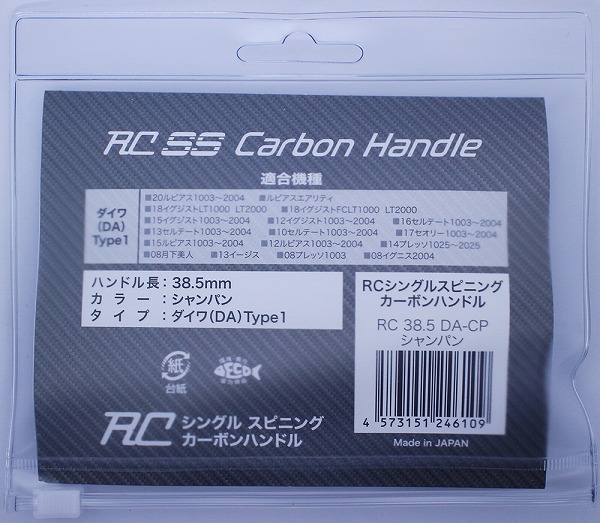 RC SS Carbon Handle
適合機種
ダイワ
(DA)
Type1
■20ルビアス1003～2004 ■ルビアスエアリティ
■18イグジストLT1000 LT2000 ■18イグジストFCLT1000 LT2000
■15イグジスト1003～2004 ■12イグジスト1003～2004 ■16セルテート1003～2004
■13セルテート1003～2004 ■10セルテート1003～2004 ■17セオリー1003～2004
■15ルビアス1003～2004 ■12ルビアス1003～2004 ■14プレッソ1025～2025
■08月下美人 ■13イージス ■08プレッソ1003 ■08イグニス2004
ハンドル長：38.5mm
カラー：シャンパン
タイプ：ダイワ(DA)Type1
RCシングルスピニング
カーボンハンドル
RC 38.5 DA-CP
シャンパン
4 573151 246109
Made in JAPAN
紙
台紙
環境・責任
ECO
協力商品
RC シングル スピニング
カーボンハンドル